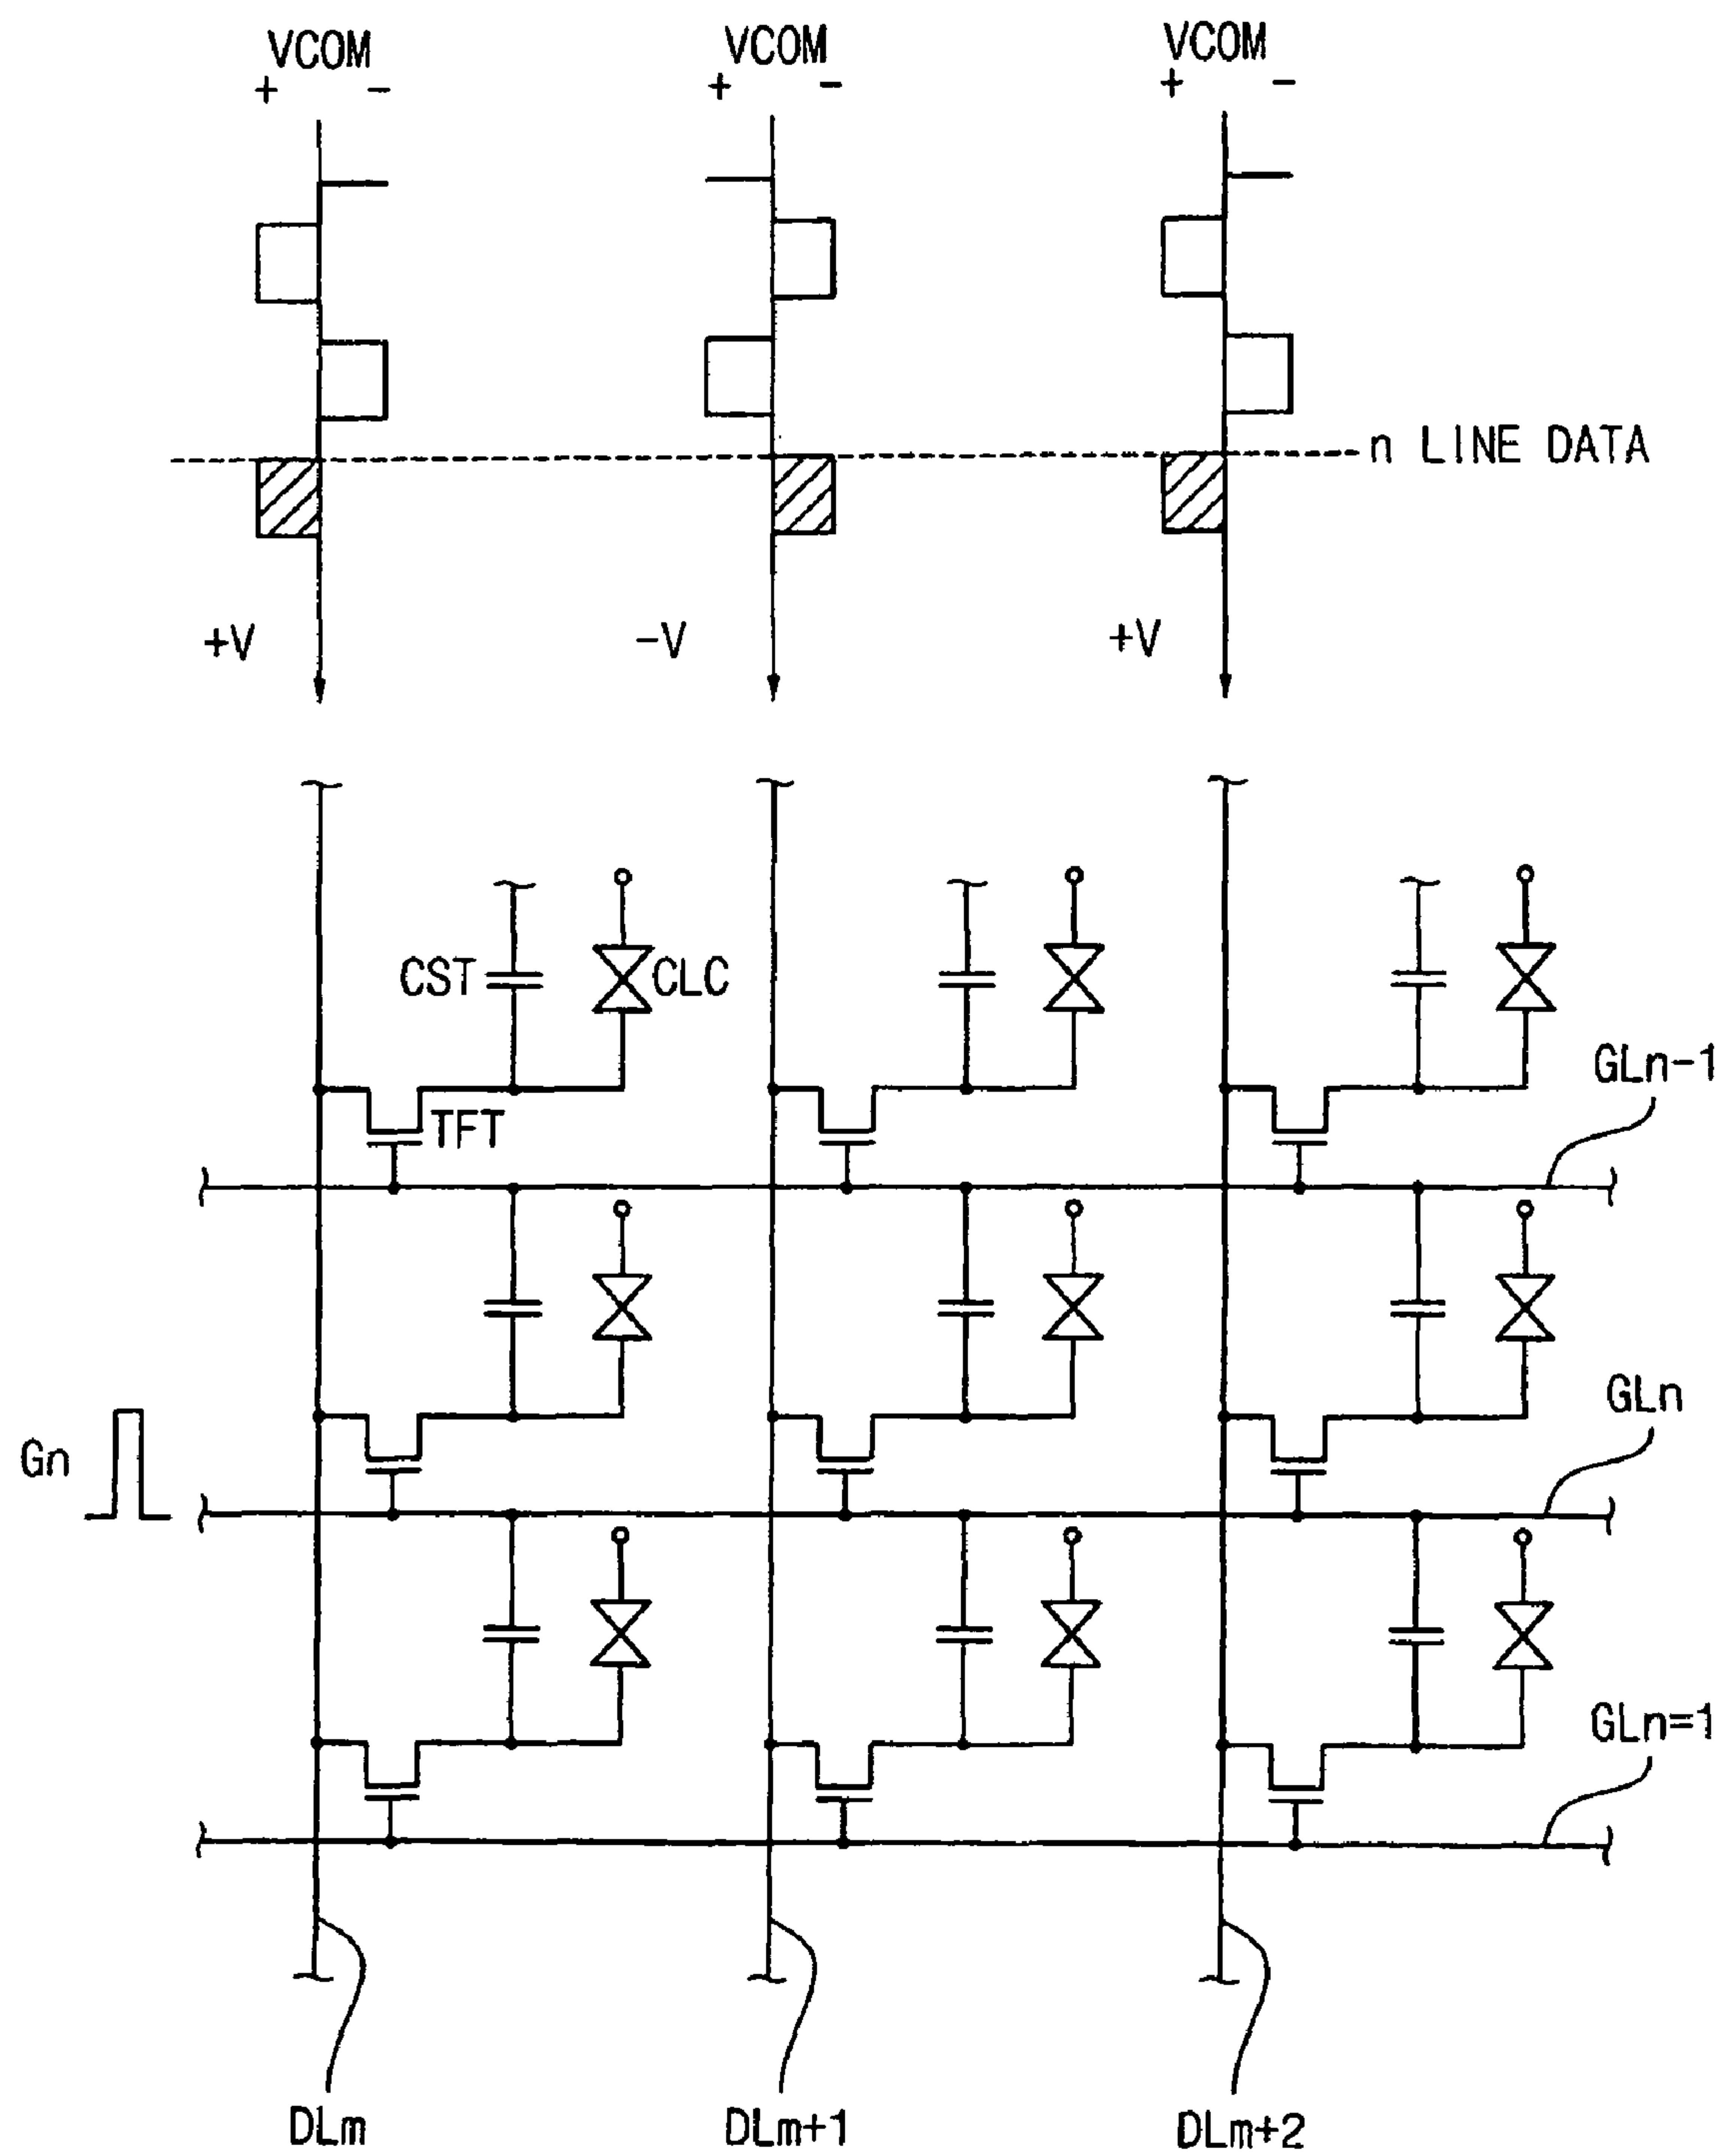 VCOM VCOM VCOM
+ - + - + -
n LINE DATA
+V -V +V
CST CLC
GLn-1
TFT
GLn
Gn
GLn=1
DLm DLm+1 DLm+2